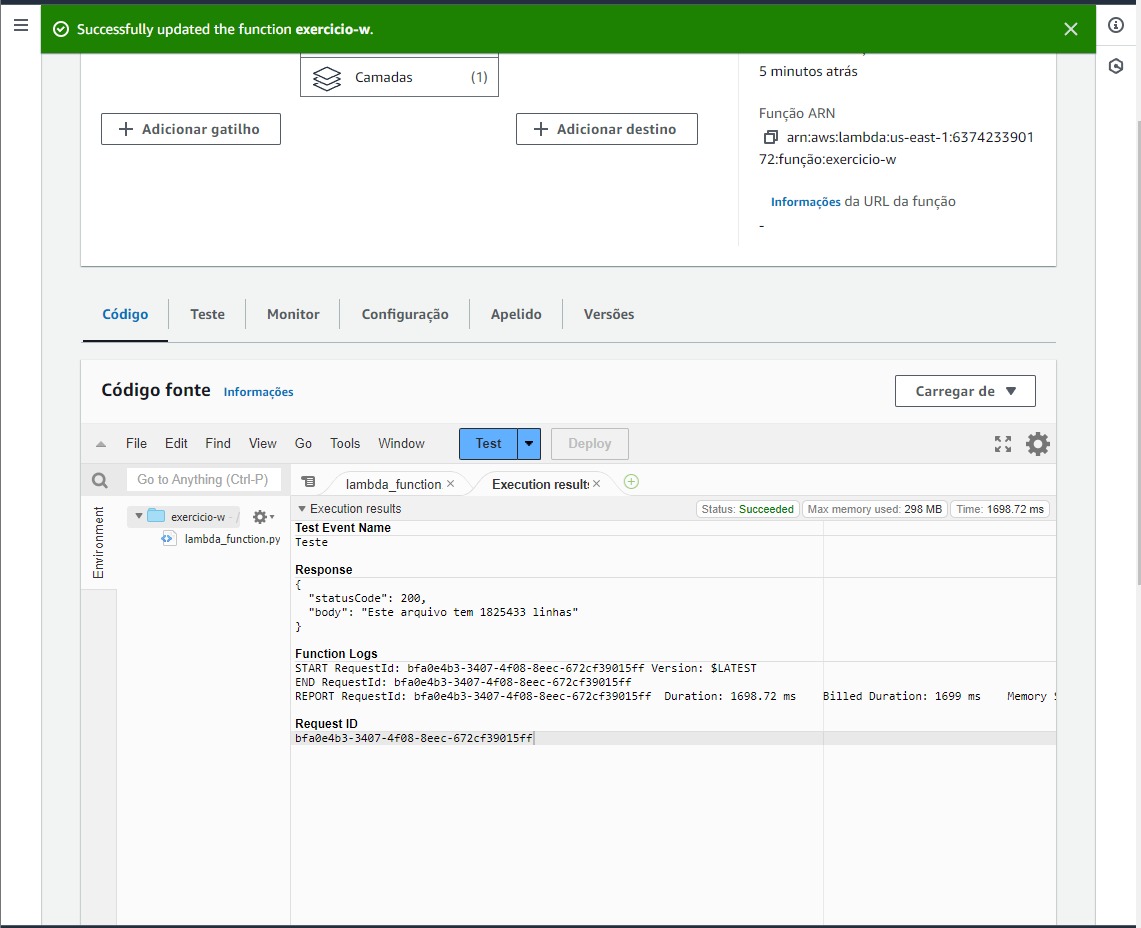 Successfully updated the function exercicio-w.
Camadas (1)
Adicionar gatilho
Adicionar destino
5 minutos atrás
Função ARN
arn:aws:lambda:us-east-1:6374233901
72:função:exercicio-w
Informações da URL da função
-
Código Teste Monitor Configuração Apelido Versões
Código fonte Informações
Carregar de
File Edit Find View Go Tools Window Test Deploy
Go to Anything (Ctrl-P)
lambda_function Execution results
Environment
exercicio-w - /
lambda_function.py
Execution results
Status: Succeeded Max memory used: 298 MB Time: 1698.72 ms
Test Event Name
Teste
Response
{
"statusCode": 200,
"body": "Este arquivo tem 1825433 linhas"
}
Function Logs
START RequestId: bfa0e4b3-3407-4f08-8eec-672cf39015ff Version: $LATEST
END RequestId: bfa0e4b3-3407-4f08-8eec-672cf39015ff
REPORT RequestId: bfa0e4b3-3407-4f08-8eec-672cf39015ff Duration: 1698.72 ms Billed Duration: 1699 ms Memory
Request ID
bfa0e4b3-3407-4f08-8eec-672cf39015ff